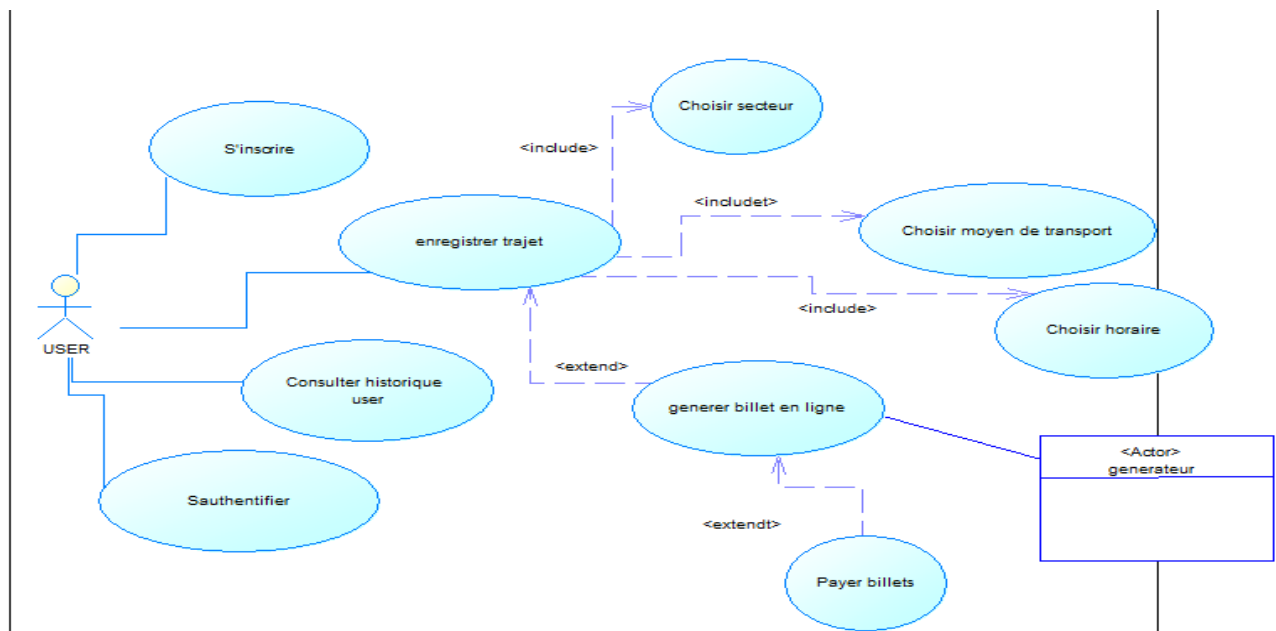 Choisir secteur
S'inscrire
<include>
<includet>
Choisir moyen de transport
enregistrer trajet
<include>
Choisir horaire
USER
<extend>
Consulter historique
user
generer billet en ligne
<Actor>
generateur
Sauthentifier
<extendt>
Payer billets